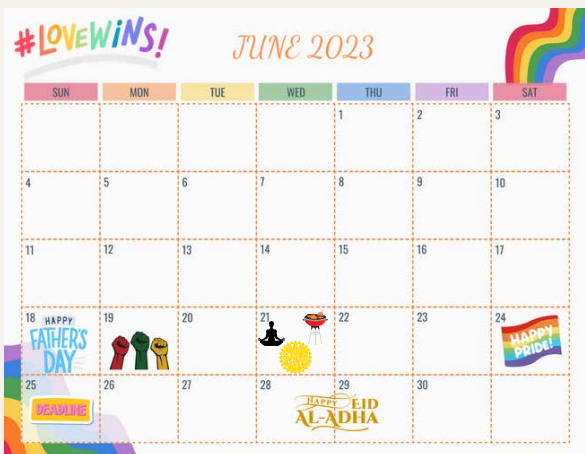 #LOVEWiNS!
JUNE 2023
SUN MON TUE WED THU FRI SAT
1 2 3
4 5 6 7 8 9 10
11 12 13 14 15 16 17
18 19 20 21 22 23 24
HAPPY
FATHER'S
DAY
HAPPY
PRIDE!
25 26 27 28 29 30
DEADLINE
HAPPY EID
AL-ADHA